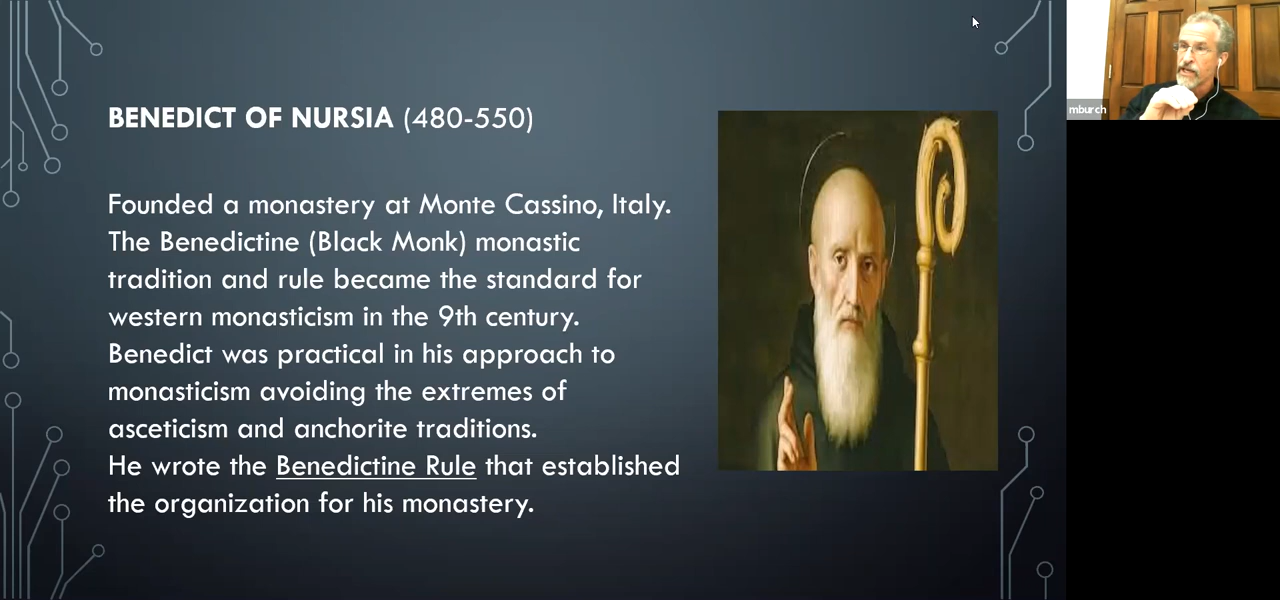 BENEDICT OF NURSIA (480-550)
Founded a monastery at Monte Cassino, Italy.
The Benedictine (Black Monk) monastic
tradition and rule became the standard for
western monasticism in the 9th century.
Benedict was practical in his approach to
monasticism avoiding the extremes of
asceticism and anchorite traditions.
He wrote the Benedictine Rule that established
the organization for his monastery.
mburch